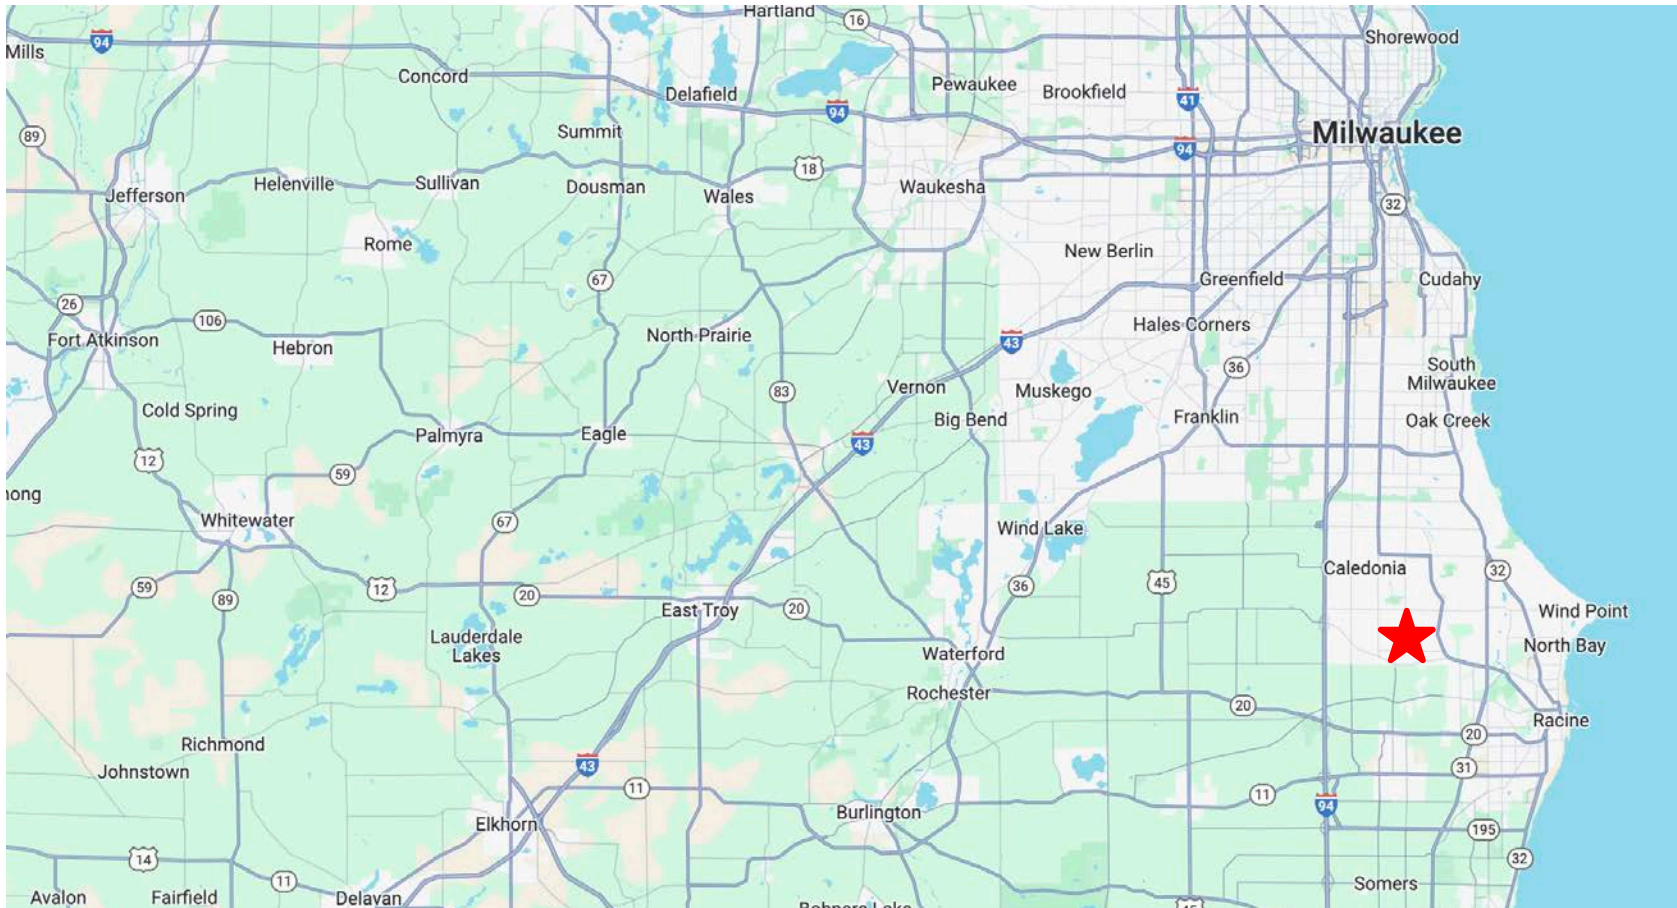 Hartland
16
Shorewood
94
Mills
Concord
Pewaukee
Brookfield
Delafield
94
41
89
Summit
Milwaukee
94
18
Jefferson
Helenville
Sullivan
Dousman
Wales
Waukesha
32
Rome
New Berlin
67
Greenfield
Cudahy
26
106
Fort Atkinson
Hebron
North Prairie
43
Hales Corners
36
South
Milwaukee
83
Vernon
Muskego
Cold Spring
Big Bend
Franklin
Oak Creek
Palmyra
Eagle
43
12
59
nong
Whitewater
67
Wind Lake
Caledonia
32
59
89
12
20
36
45
East Troy
20
Wind Point
Lauderdale
Lakes
Waterford
North Bay
Rochester
20
Racine
20
Richmond
Johnstown
43
31
11
11
94
Elkhorn
Burlington
195
14
32
11
Somers
Avalon
Fairfield
Delavan